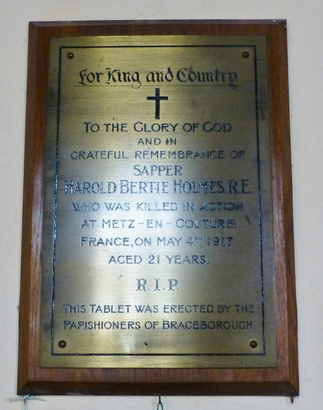 For King and Country
TO THE GLORY OF GOD
AND IN
GRATEFUL REMEMBRANCE OF
SAPPER
HAROLD BERTIE HOLMES, R.E.
WHO WAS KILLED IN ACTION
AT METZ-EN-COUTURE
FRANCE, ON MAY 4TH 1917
AGED 21 YEARS.
R.I.P.
THIS TABLET WAS ERECTED BY THE
PARISHIONERS OF BRACEBOROUGH